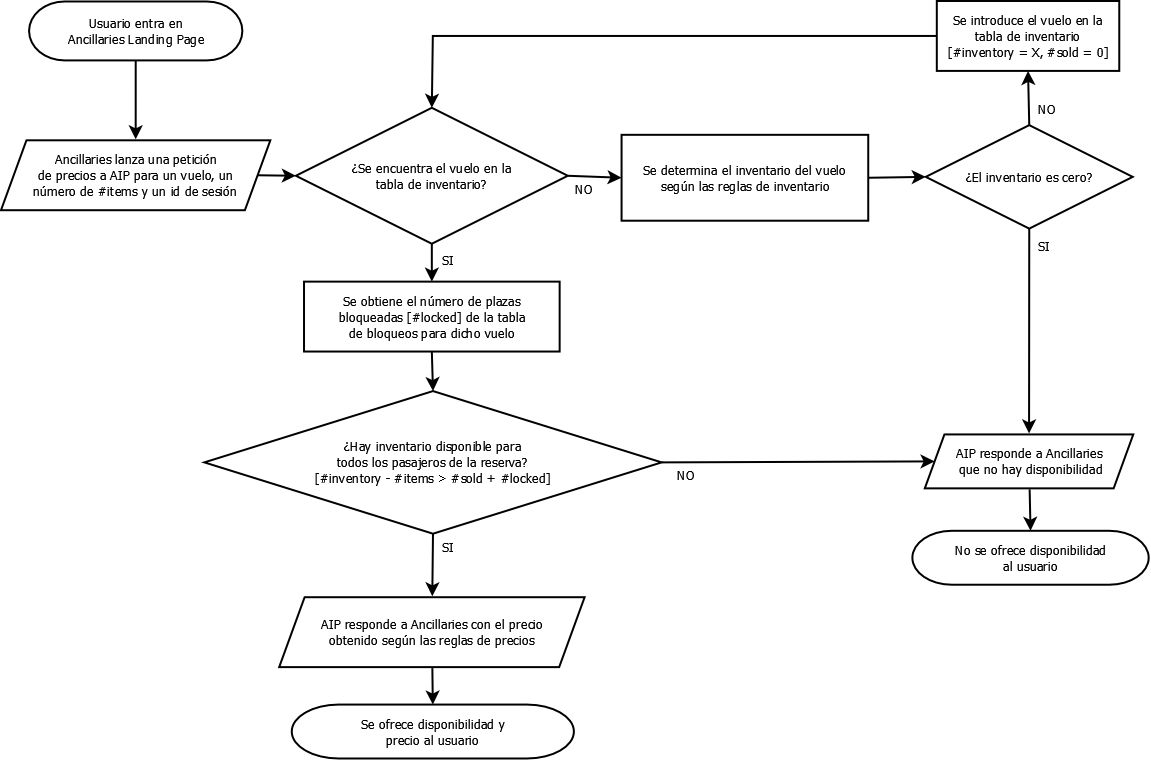 Usuario entra en
Ancillaries Landing Page
Se introduce el vuelo en la
tabla de inventario
[#inventory = X, #sold = 0]
NO
Ancillaries lanza una petición
de precios a AIP para un vuelo, un
número de #items y un id de sesión
¿Se encuentra el vuelo en la
tabla de inventario?
NO
Se determina el inventario del vuelo
según las reglas de inventario
¿El inventario es cero?
SI
SI
Se obtiene el número de plazas
bloqueadas [#locked] de la tabla
de bloqueos para dicho vuelo
¿Hay inventario disponible para
todos los pasajeros de la reserva?
[#inventory - #items > #sold + #locked]
NO
AIP responde a Ancillaries
que no hay disponibilidad
SI
No se ofrece disponibilidad
al usuario
AIP responde a Ancillaries con el precio
obtenido según las reglas de precios
Se ofrece disponibilidad y
precio al usuario